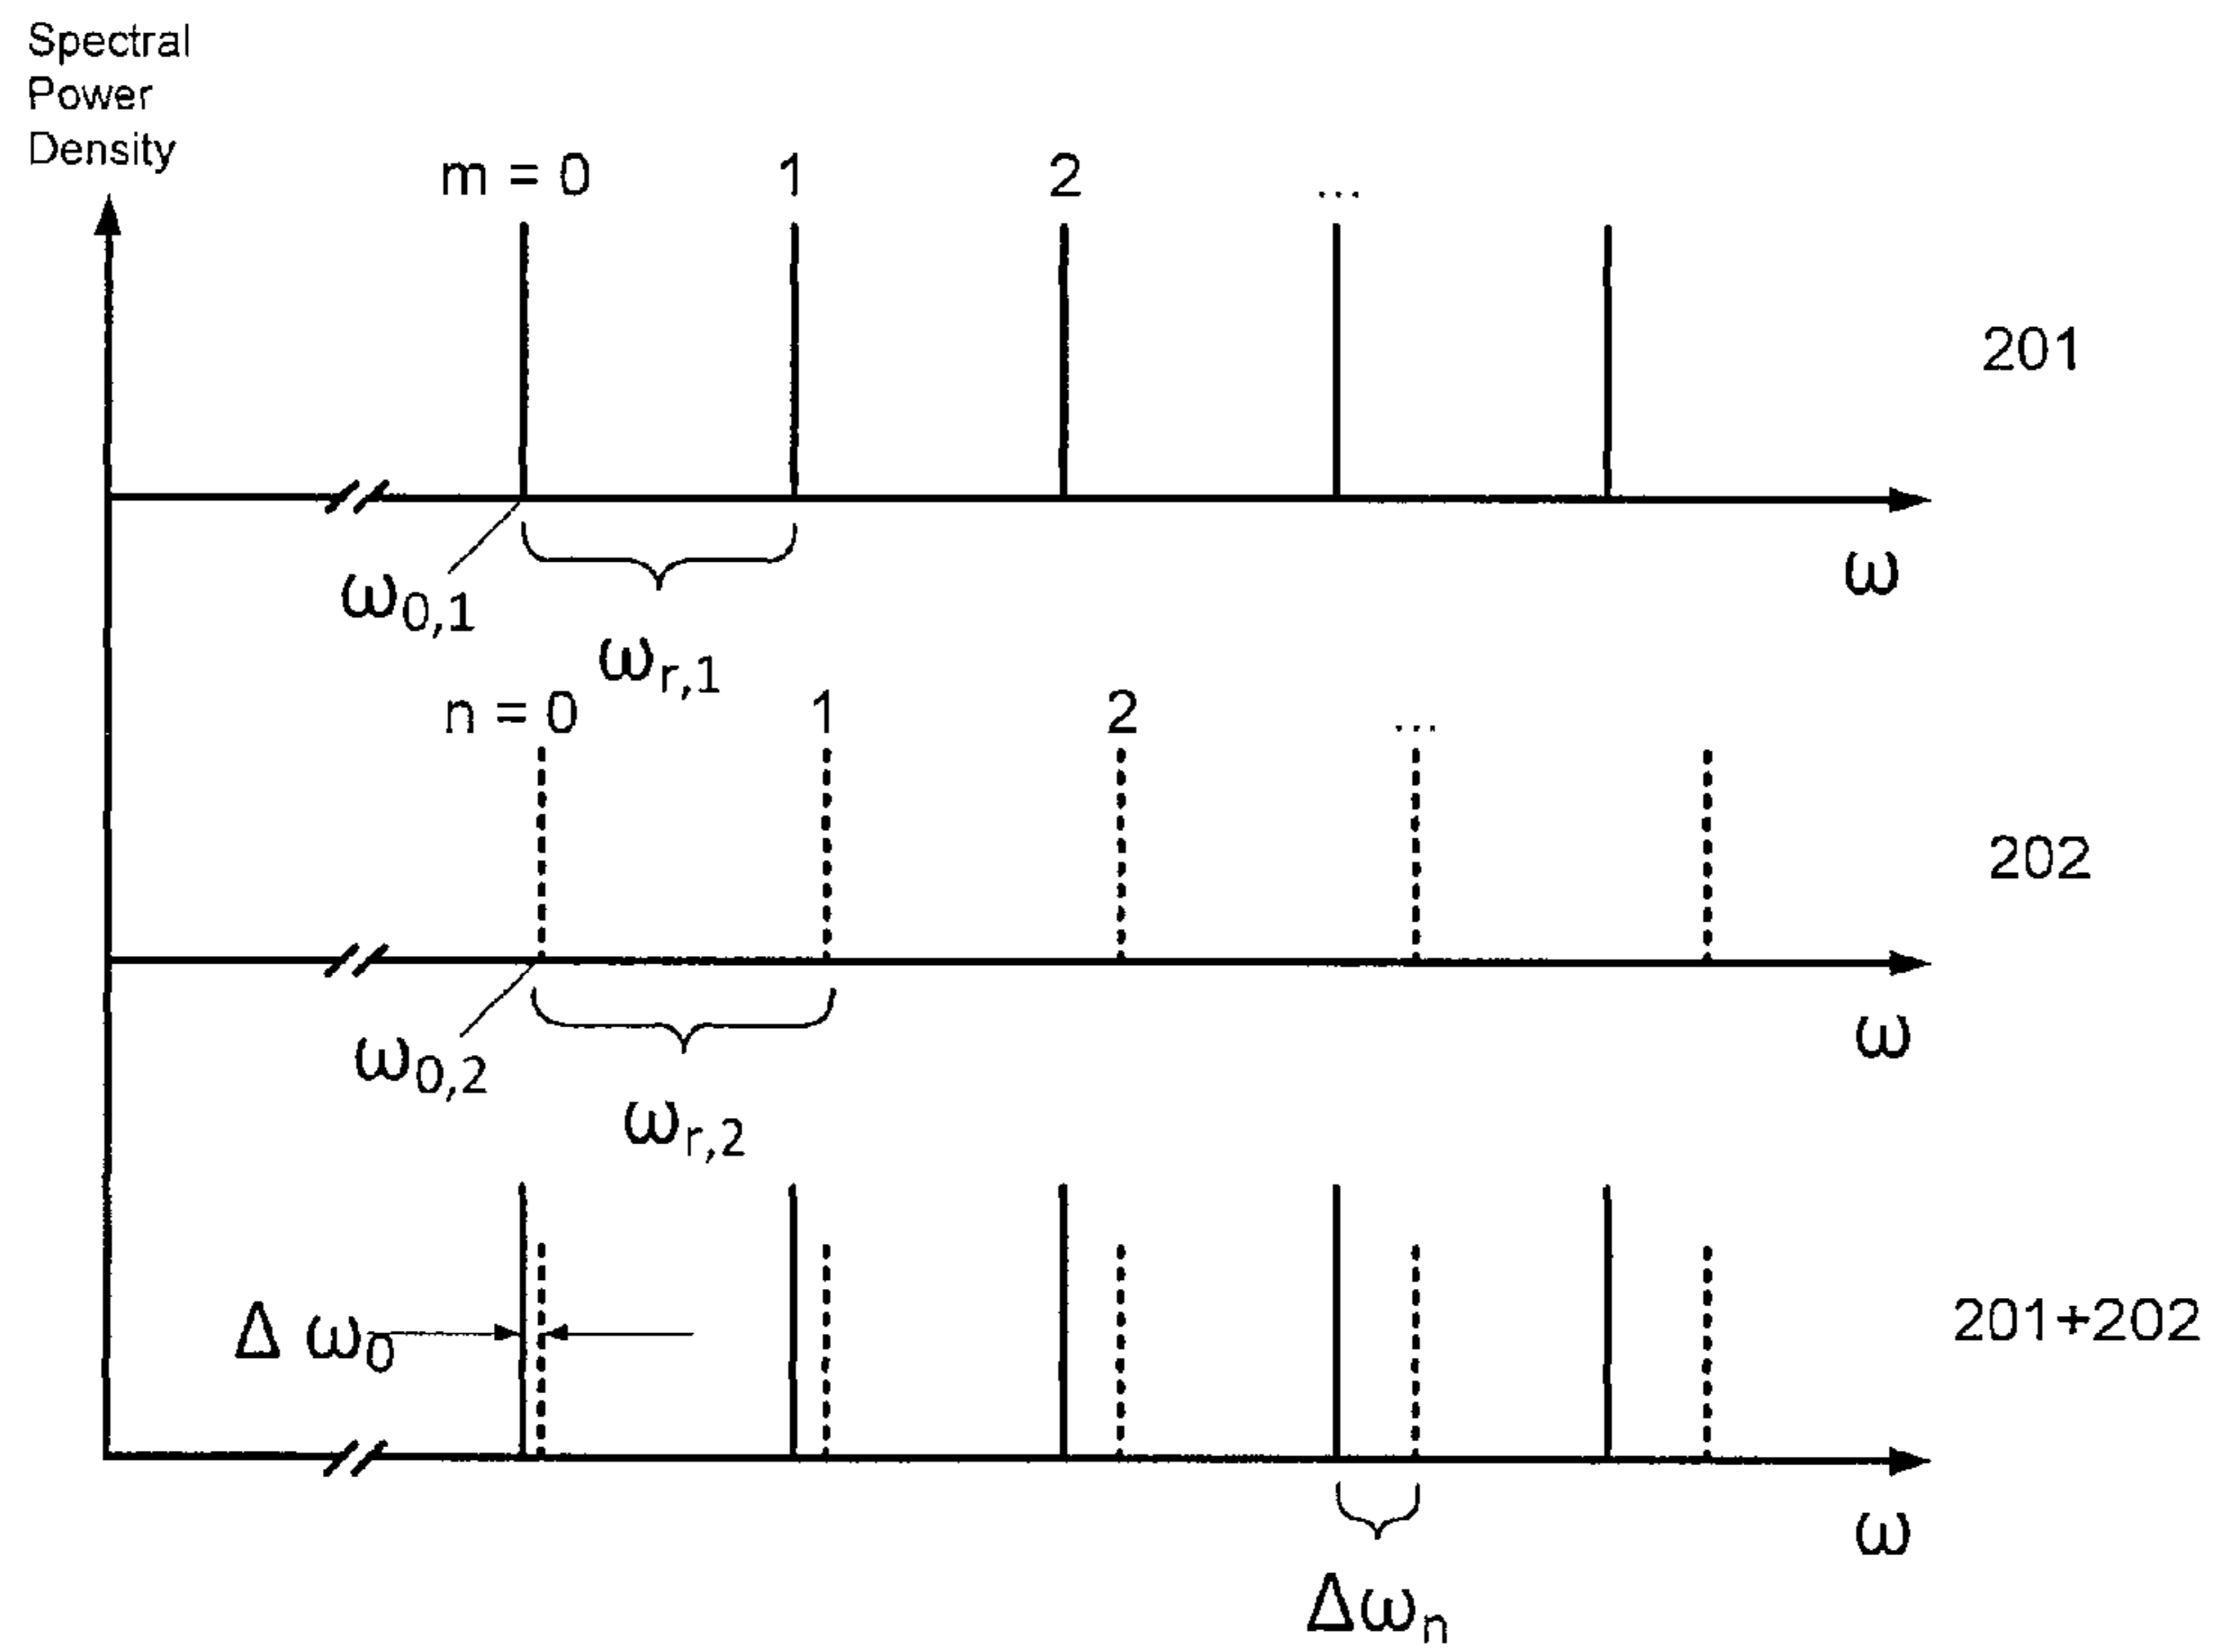 Spectral
Power
Density
m = 0 1 2 ...
201
ω
ω0,1
ωr,1
n = 0 1 2 ...
202
ω
ω0,2
ωr,2
Δ ω0
201+202
ω
Δωn